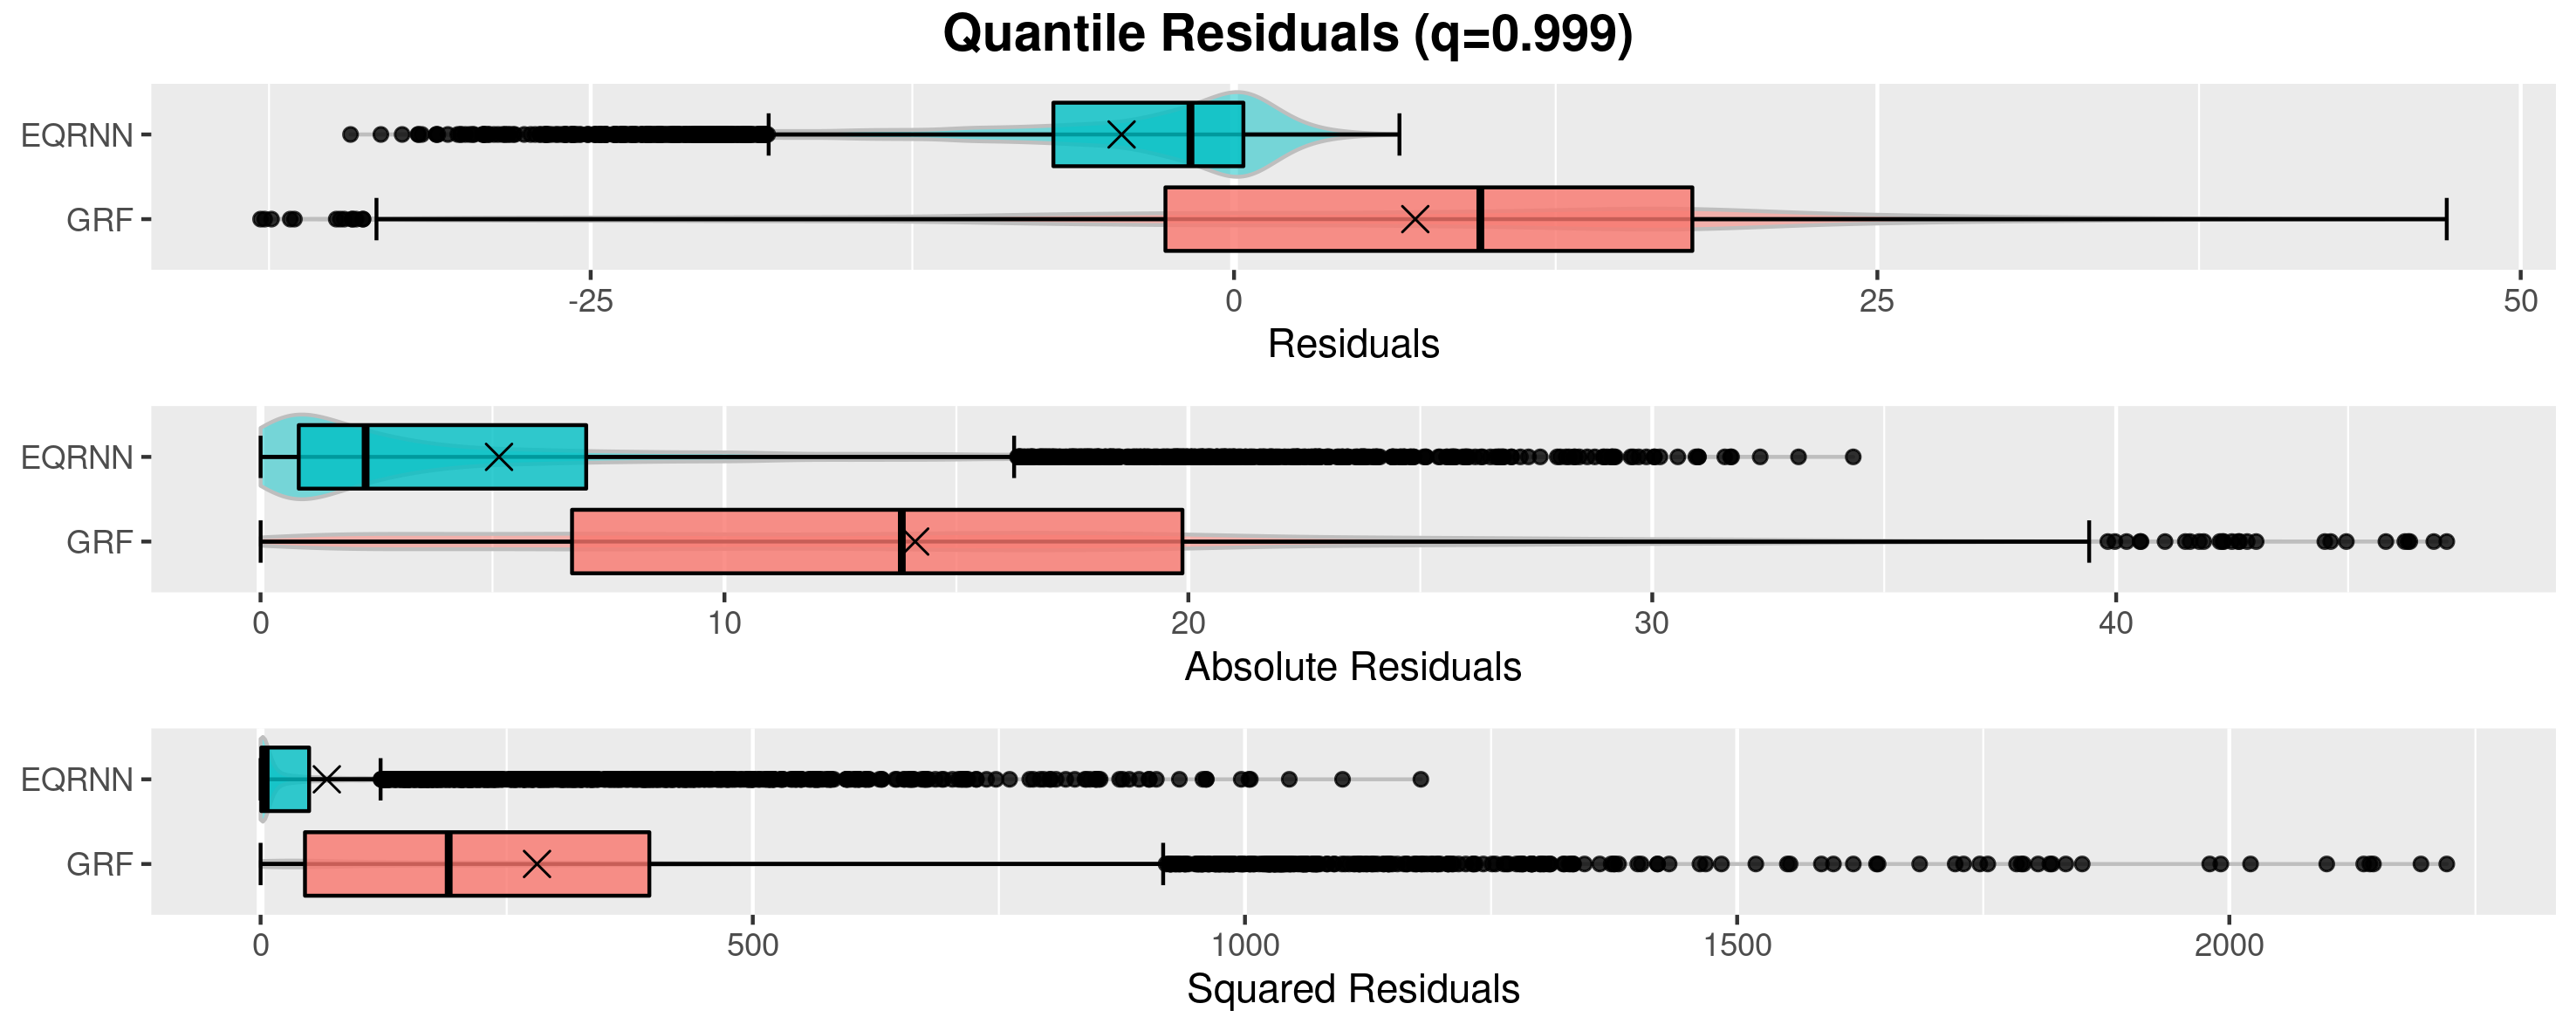 Quantile Residuals (q=0.999)
EQRNN
GRF
-25 0 25 50
Residuals
EQRNN
GRF
0 10 20 30 40
Absolute Residuals
EQRNN
GRF
0 500 1000 1500 2000
Squared Residuals